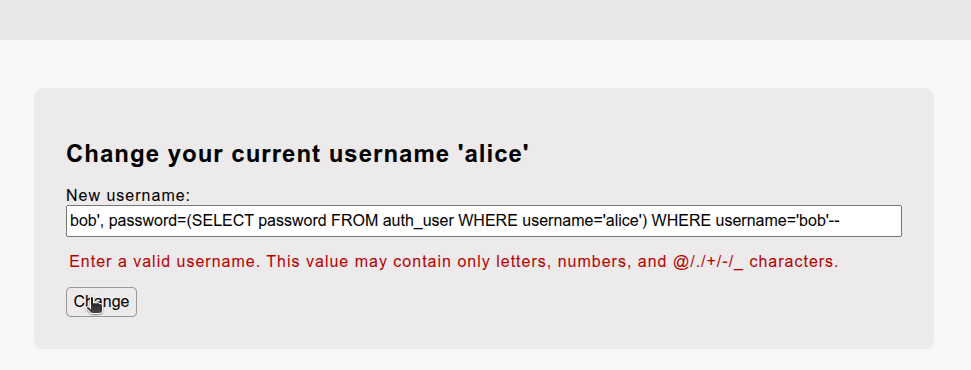 Change your current username 'alice'
New username:
bob', password=(SELECT password FROM auth_user WHERE username='alice') WHERE username='bob'--
Enter a valid username. This value may contain only letters, numbers, and @/./+/-/_ characters.
Change